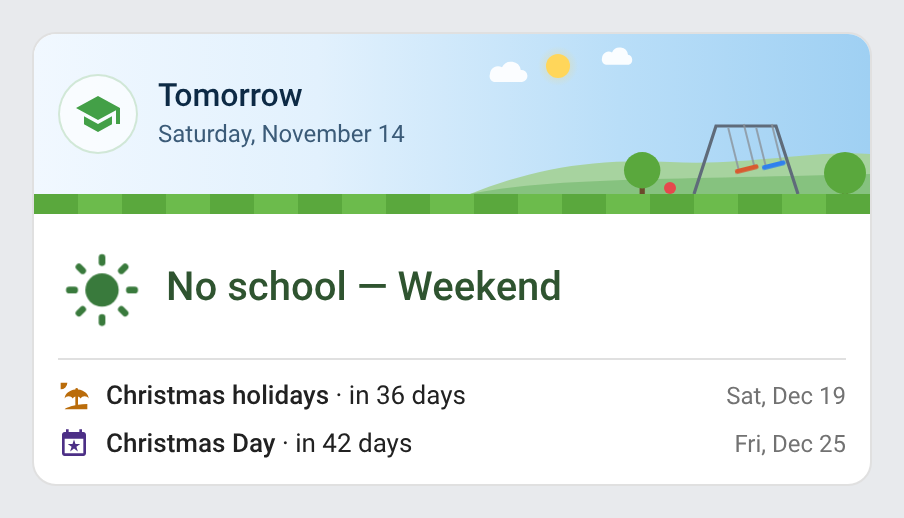 Tomorrow
Saturday, November 14
No school — Weekend
Christmas holidays · in 36 days Sat, Dec 19
Christmas Day · in 42 days Fri, Dec 25